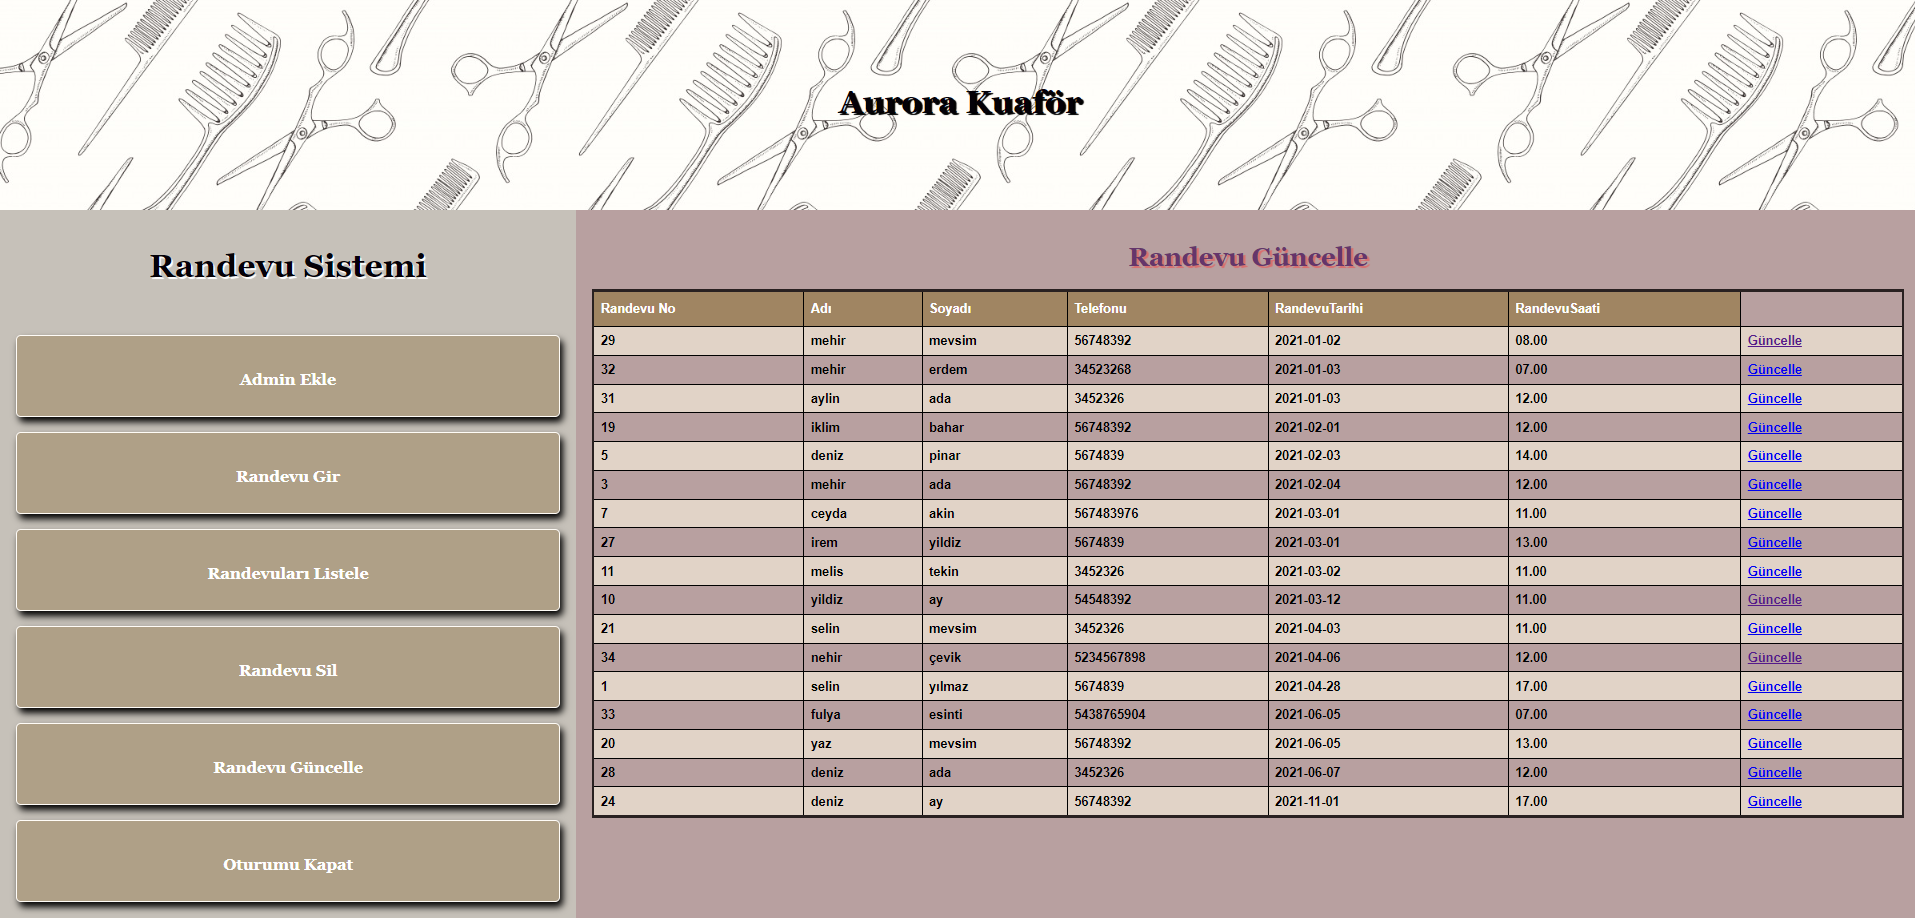 Aurora Kuaför
Randevu Sistemi
Admin Ekle
Randevu Gir
Randevuları Listele
Randevu Sil
Randevu Güncelle
Oturumu Kapat
Randevu Güncelle
Randevu No Adı Soyadı Telefonu RandevuTarihi RandevuSaati
29 mehir mevsim 56748392 2021-01-02 08.00 Güncelle
32 mehir erdem 34523268 2021-01-03 07.00 Güncelle
31 aylin ada 3452326 2021-01-03 12.00 Güncelle
19 iklim bahar 56748392 2021-02-01 12.00 Güncelle
5 deniz pinar 5674839 2021-02-03 14.00 Güncelle
3 mehir ada 56748392 2021-02-04 12.00 Güncelle
7 ceyda akin 567483976 2021-03-01 11.00 Güncelle
27 irem yildiz 5674839 2021-03-01 13.00 Güncelle
11 melis tekin 3452326 2021-03-02 11.00 Güncelle
10 yildiz ay 54548392 2021-03-12 11.00 Güncelle
21 selin mevsim 3452326 2021-04-03 11.00 Güncelle
34 nehir çevik 5234567898 2021-04-06 12.00 Güncelle
1 selin yılmaz 5674839 2021-04-28 17.00 Güncelle
33 fulya esinti 5438765904 2021-06-05 07.00 Güncelle
20 yaz mevsim 56748392 2021-06-05 13.00 Güncelle
28 deniz ada 3452326 2021-06-07 12.00 Güncelle
24 deniz ay 56748392 2021-11-01 17.00 Güncelle